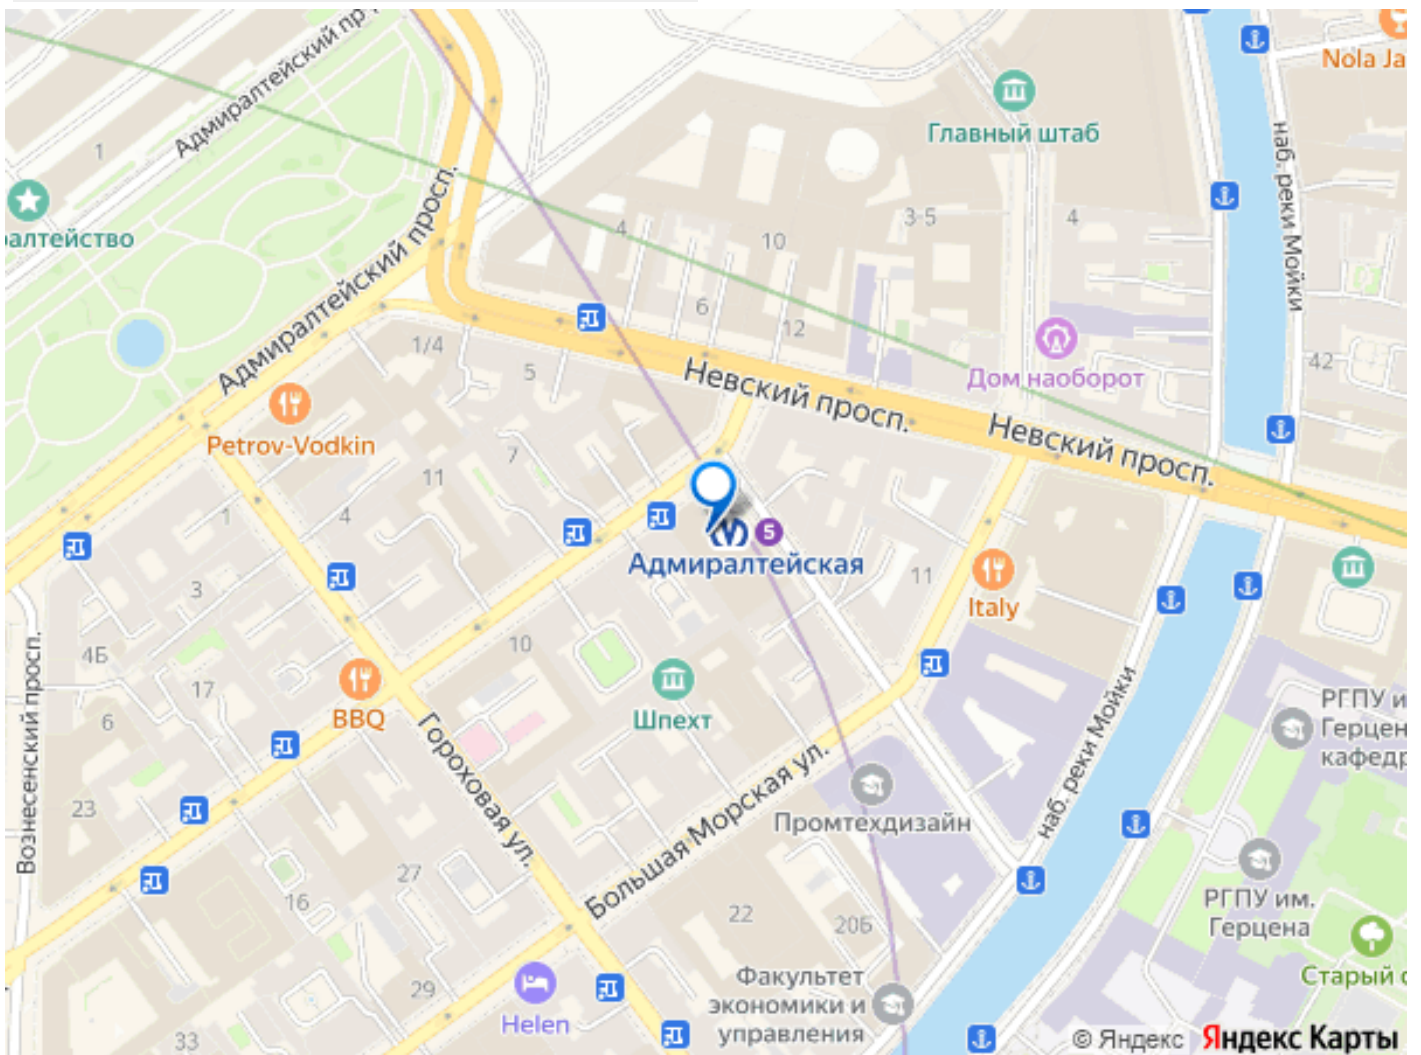 Адмиралтейский пр
Nola Ja
Главный штаб
1
наб. реки Мойки
алтейство
Адмиралтейский просп.
4
10
3-5
4
6
12
1/4
5
42
Дом наоборот
Невский просп.
Невский просп.
Petrov-Vodkin
7
11
1
4
5
Адмиралтейская
3
11
Italy
10
4Б
17
6
BBQ
Шпехт
Вознесенский просп.
Гороховая ул.
Большая Морская ул.
наб. реки Мойки
РГПУ и
Герцен
кафедр
23
Промтехдизайн
27
16
22
20Б
РГПУ им.
Герцена
Старый с
29
Helen
Факультет
экономики и
управления
33
© Яндекс Яндекс Карты